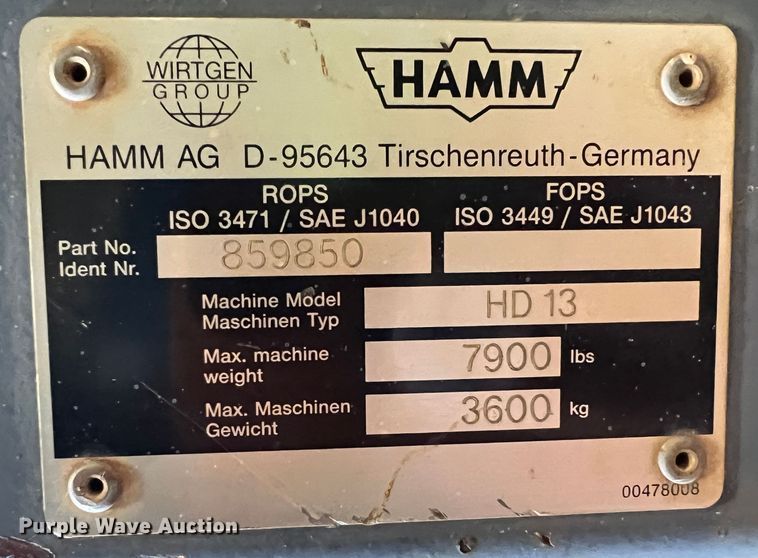 WIRTGEN
GROUP
HAMM
HAMM AG D-95643 Tirschenreuth-Germany
ROPS
ISO 3471 / SAE J1040
FOPS
ISO 3449 / SAE J1043
Part No.
Ident Nr.
859850
Machine Model
Maschinen Typ
HD 13
Max. machine
weight
7900 lbs
Max. Maschinen
Gewicht
3600 kg
00478008
Purple Wave Auction